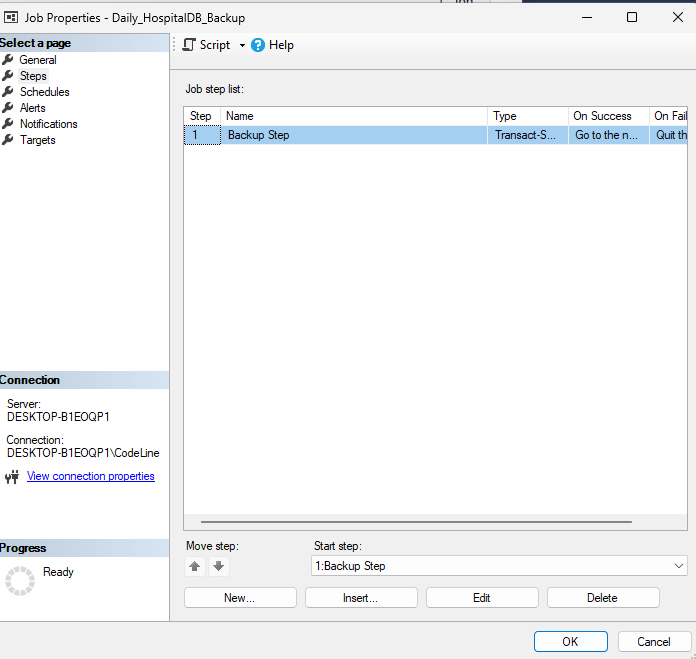 Job Properties - Daily_HospitalDB_Backup
Select a page
General
Steps
Schedules
Alerts
Notifications
Targets
Script
Help
Job step list:
Step Name Type On Success On Fail
1 Backup Step Transact-S... Go to the n... Quit th
Connection
Server:
DESKTOP-B1EOQP1
Connection:
DESKTOP-B1EOQP1\CodeLine
View connection properties
Progress
Ready
Move step:
Start step:
1:Backup Step
New... Insert... Edit Delete
OK Cancel